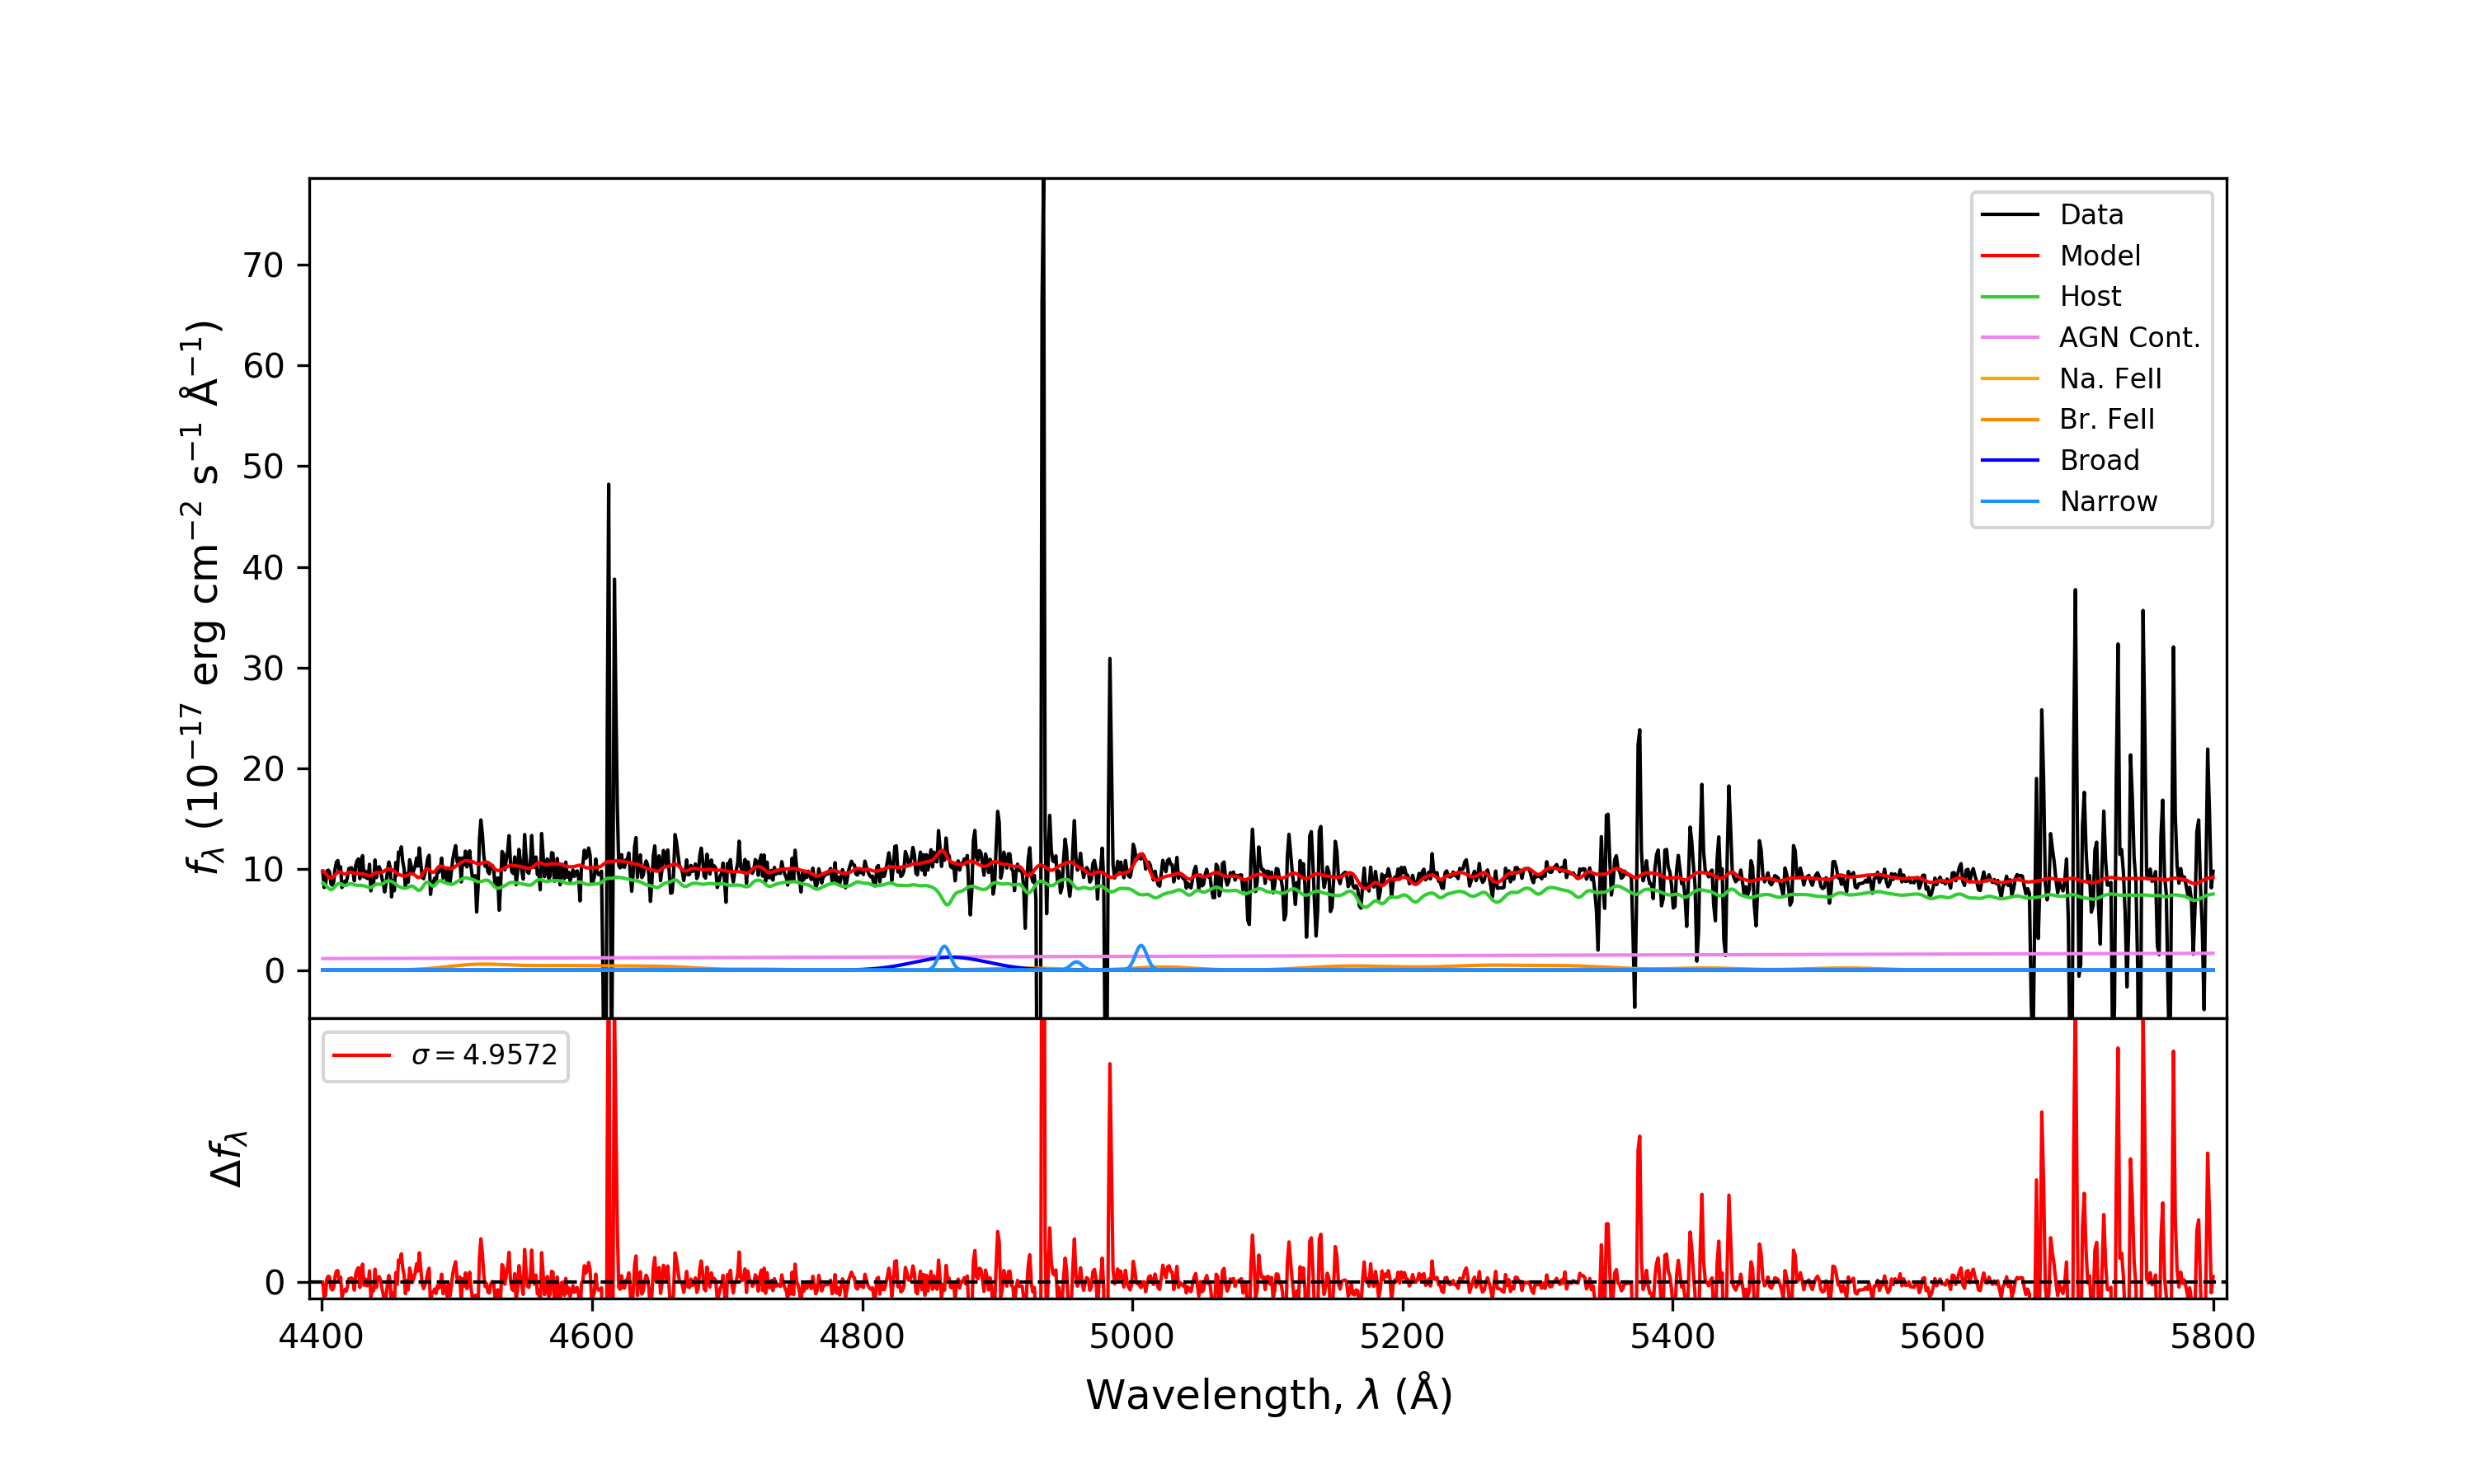 Data
Model
Host
AGN Cont.
Na. FeII
Br. FeII
Broad
Narrow
70
60
50
40
30
20
10
0
f_λ (10⁻¹⁷ erg cm⁻² s⁻¹ Å⁻¹)
σ = 4.9572
Δf_λ
0
4400 4600 4800 5000 5200 5400 5600 5800
Wavelength, λ (Å)